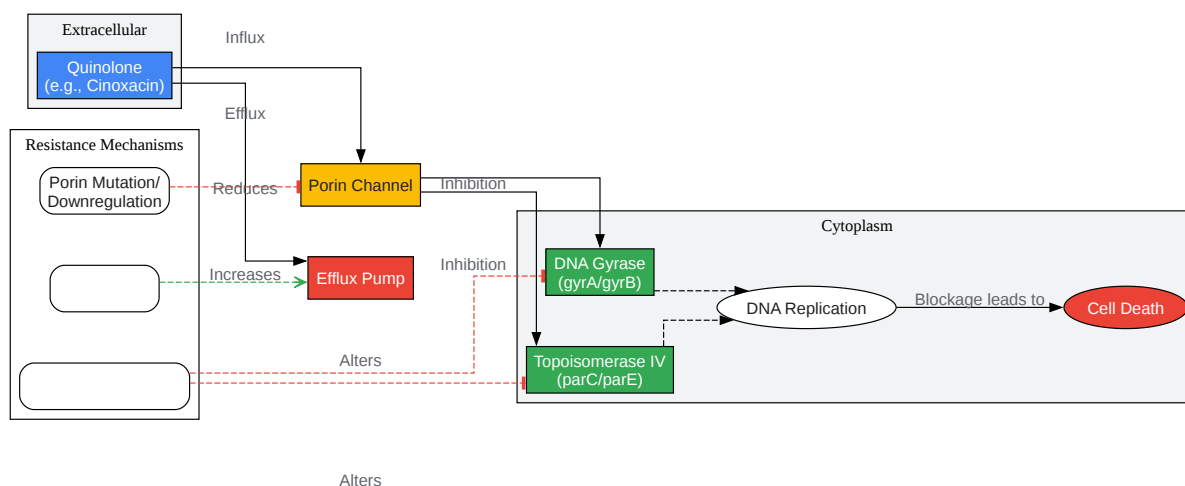 Extracellular
Influx
Quinolone
(e.g., Cinoxacin)
Efflux
Resistance Mechanisms
Porin Mutation/
Downregulation
Reduces
Porin Channel
Inhibition
Cytoplasm
Increases
Efflux Pump
Inhibition
DNA Gyrase
(gyrA/gyrB)
DNA Replication
Blockage leads to
Cell Death
Alters
Topoisomerase IV
(parC/parE)
Alters